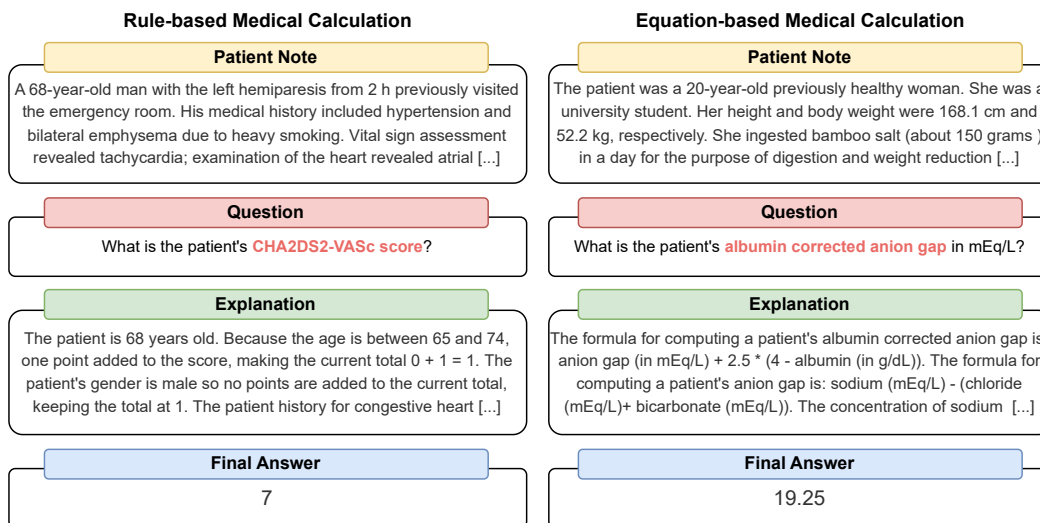 Rule-based Medical Calculation
Patient Note
A 68-year-old man with the left hemiparesis from 2 h previously visited
the emergency room. His medical history included hypertension and
bilateral emphysema due to heavy smoking. Vital sign assessment
revealed tachycardia; examination of the heart revealed atrial [...]
Question
What is the patient's CHA2DS2-VASc score?
Explanation
The patient is 68 years old. Because the age is between 65 and 74,
one point added to the score, making the current total 0 + 1 = 1. The
patient's gender is male so no points are added to the current total,
keeping the total at 1. The patient history for congestive heart [...]
Final Answer
7
Equation-based Medical Calculation
Patient Note
The patient was a 20-year-old previously healthy woman. She was a
university student. Her height and body weight were 168.1 cm and
52.2 kg, respectively. She ingested bamboo salt (about 150 grams )
in a day for the purpose of digestion and weight reduction [...]
Question
What is the patient's albumin corrected anion gap in mEq/L?
Explanation
The formula for computing a patient's albumin corrected anion gap is
anion gap (in mEq/L) + 2.5 * (4 - albumin (in g/dL)). The formula for
computing a patient's anion gap is: sodium (mEq/L) - (chloride
(mEq/L)+ bicarbonate (mEq/L)). The concentration of sodium [...]
Final Answer
19.25